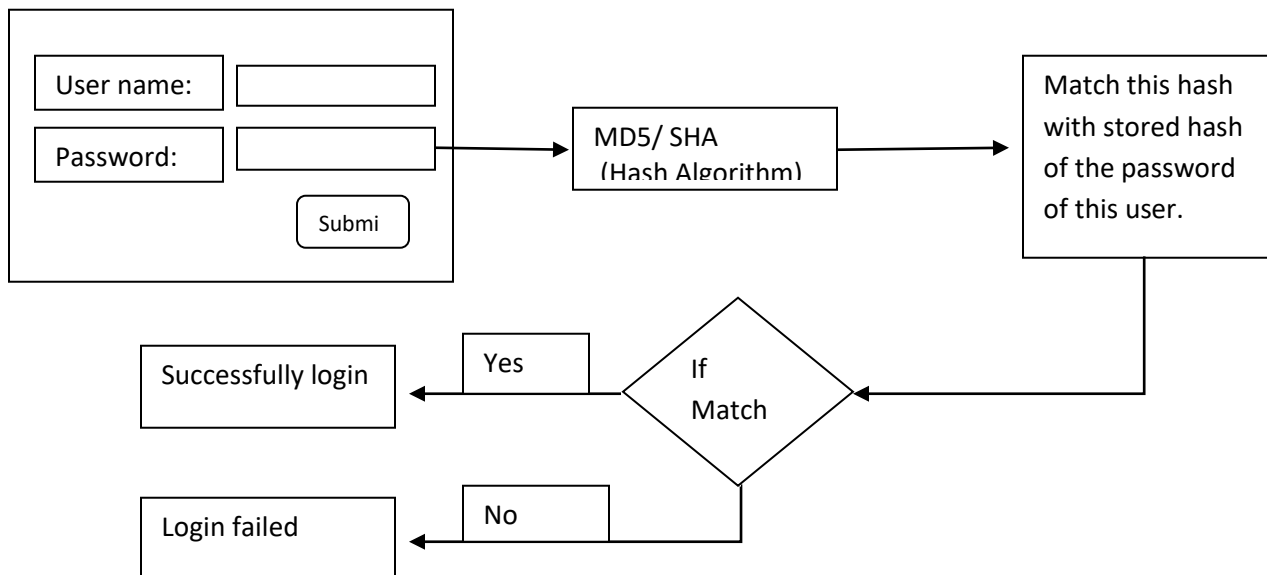 User name:
Password:
Submi
MD5/ SHA
(Hash Algorithm)
Match this hash
with stored hash
of the password
of this user.
If
Match
Yes
Successfully login
No
Login failed